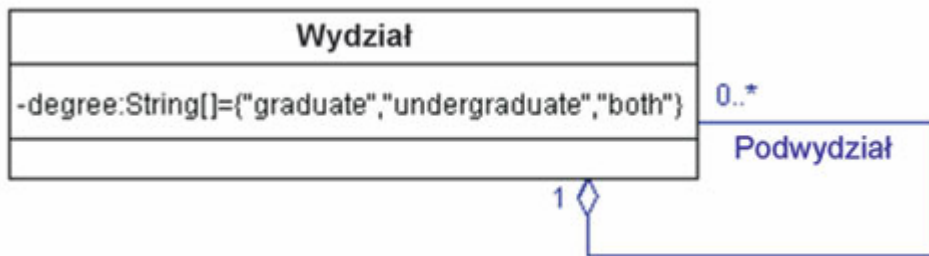 Wydział
-degree:String[]={"graduate","undergraduate","both"}
0..*
Podwydział
1